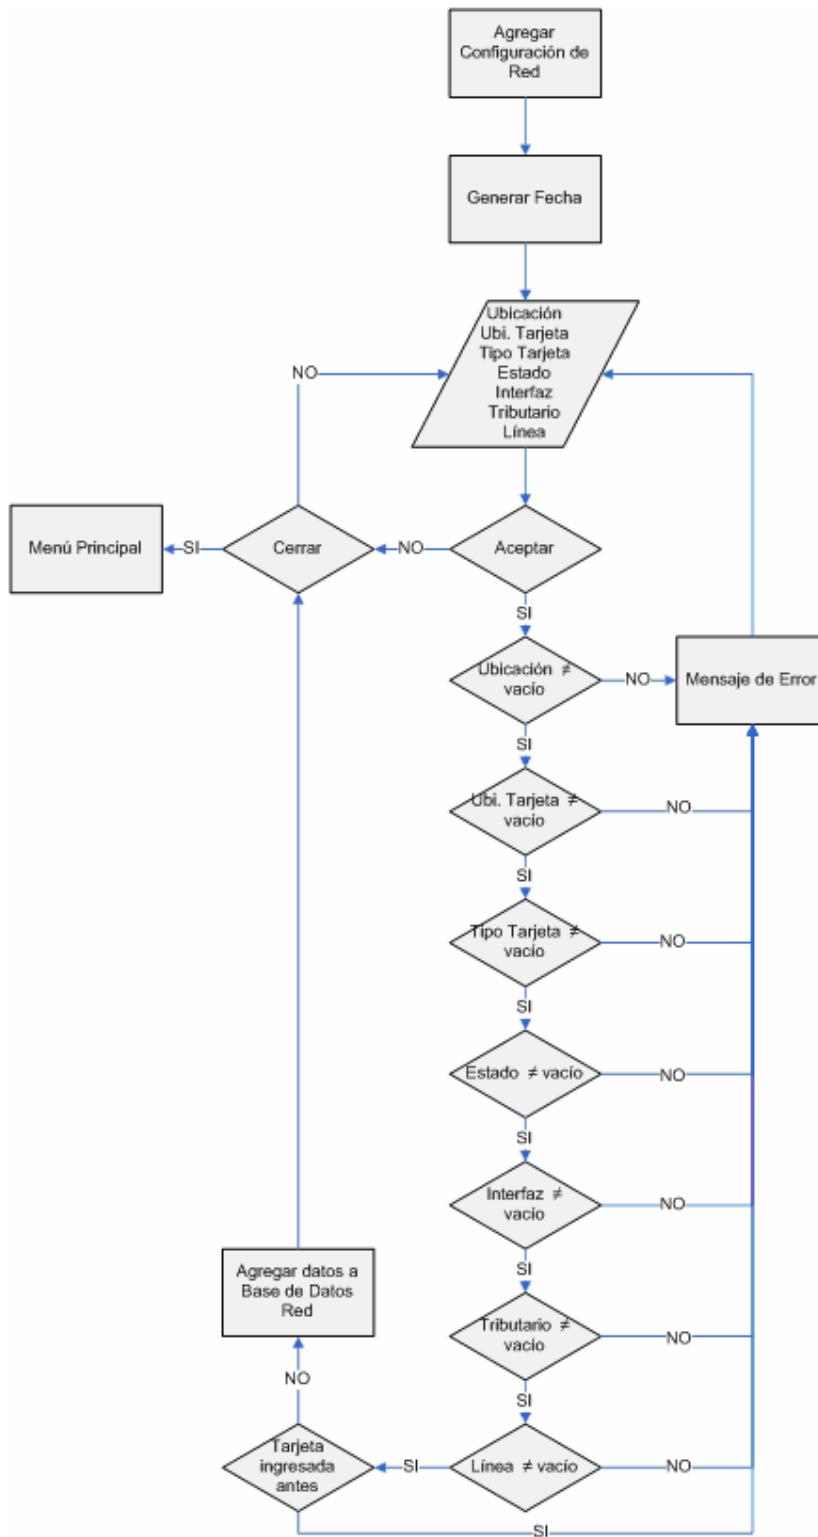 Agregar
Configuración de
Red
Generar Fecha
Ubicación
Ubi. Tarjeta
Tipo Tarjeta
Estado
Interfaz
Tributario
Línea
NO
Menú Principal
SI
Cerrar
NO
Aceptar
SI
Ubicación ≠
vacío
NO
Mensaje de Error
SI
Ubi. Tarjeta ≠
vacío
NO
SI
Tipo Tarjeta ≠
vacío
NO
SI
Estado ≠ vacío
NO
SI
Interfaz ≠
vacío
NO
SI
Agregar datos a
Base de Datos
Red
Tributario ≠
vacío
NO
NO
SI
Tarjeta
ingresada
antes
SI
Línea ≠ vacío
NO
SI